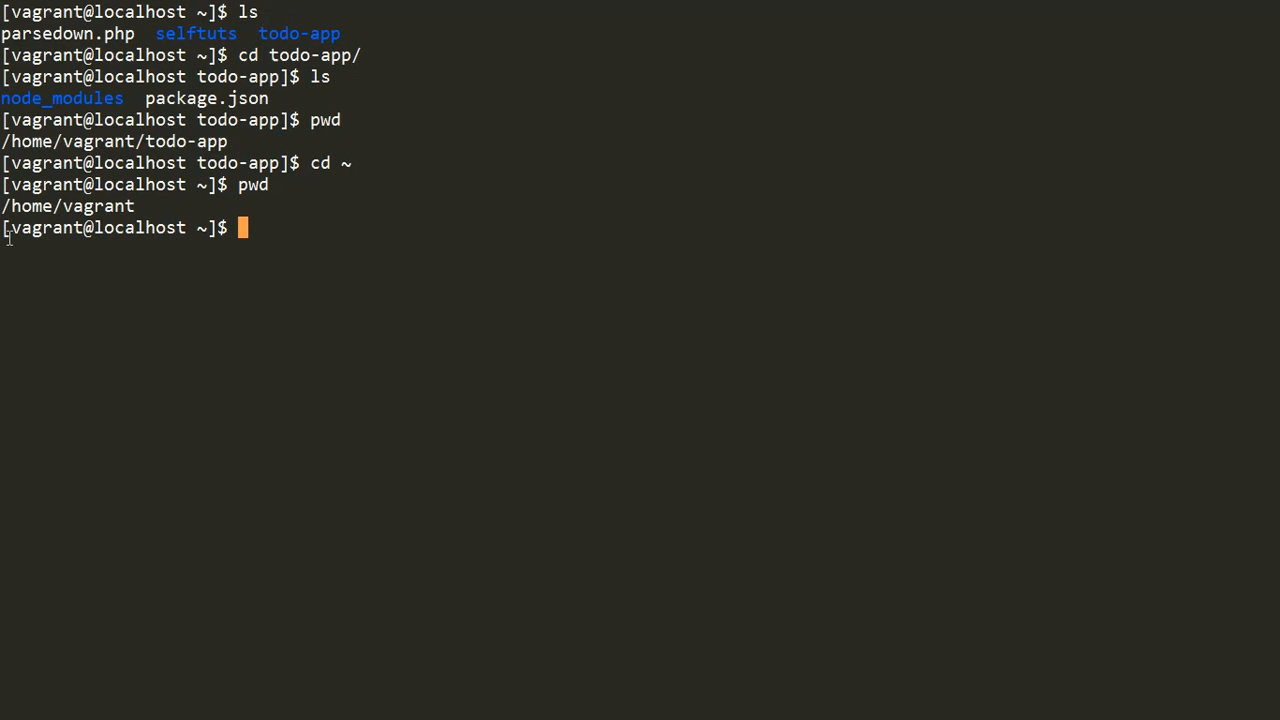 [vagrant@localhost ~]$ ls
parsedown.php  selftuts  todo-app
[vagrant@localhost ~]$ cd todo-app/
[vagrant@localhost todo-app]$ ls
node_modules  package.json
[vagrant@localhost todo-app]$ pwd
/home/vagrant/todo-app
[vagrant@localhost todo-app]$ cd ~
[vagrant@localhost ~]$ pwd
/home/vagrant
[vagrant@localhost ~]$